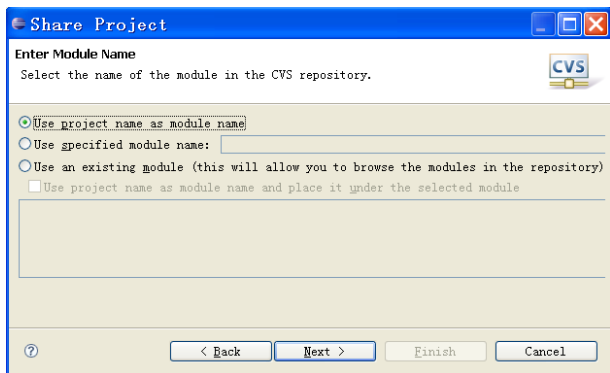 Share Project
Enter Module Name
Select the name of the module in the CVS repository.
CVS
Use project name as module name
Use specified module name:
Use an existing module (this will allow you to browse the modules in the repository)
Use project name as module name and place it under the selected module
? < Back Next > Finish Cancel